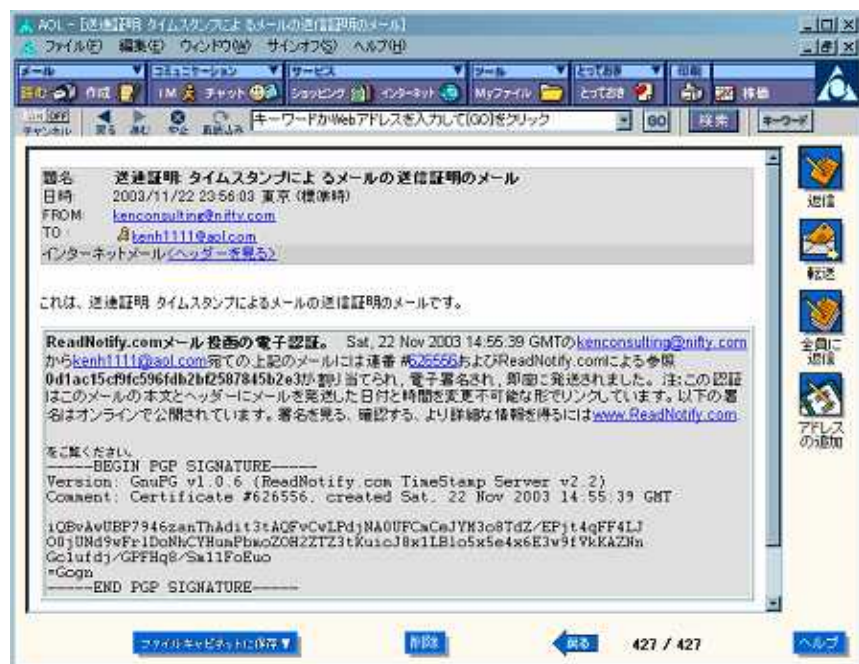 AOL - [送達証明: タイムスタンプによ るメールの送信証明のメール]
ファイル(F) 編集(E) ウィンドウ(W) サインオフ(S) ヘルプ(H)
メール コミュニケーション サービス ツール とっておき 印刷
読む 作成 IM チャット ショッピング インターネット Myファイル とっておき 株価
チャンネル 戻る 進む 中止 再読込み キーワードかWebアドレスを入力して[GO]をクリック GO 検索 キーワード
題名: 送達証明: タイムスタンプによ るメールの送信証明のメール
日時: 2003/11/22 23:56:03 東京 (標準時)
FROM: kenconsulting@nifty.com
TO: kenh1111@aol.com
インターネットメール(ヘッダーを見る)
これは、送達証明 タイムスタンプによるメールの送信証明のメールです。
ReadNotify.comメール投函の電子認証。 Sat, 22 Nov 2003 14:55:39 GMTのkenconsulting@nifty.com
からkenh1111@aol.com宛ての上記のメールには連番 #626556およびReadNotify.comによる参照
0d1ac15cf9fc596fdb2bf2587845b2e3が割り当てられ, 電子署名され, 即座に発送されました。注:この認証
はこのメールの本文とヘッダーにメールを発送した日付と時間を変更不可能な形でリンクしています。以下の署
名はオンラインで公開されています。署名を見る、確認する、より詳細な情報を得るにはwww.ReadNotify.com
をご覧ください。
-----BEGIN PGP SIGNATURE-----
Version: GnuPG v1.0.6 (ReadNotify.com TimeStamp Server v2.2)
Comment: Certificate #626556, created Sat, 22 Nov 2003 14:55:39 GMT
=Gogn
-----END PGP SIGNATURE-----
返信
転送
全員に
返信
アドレス
の追加
ファイルキャビネットに保存▼ 削除 戻る 427 / 427 ヘルプ